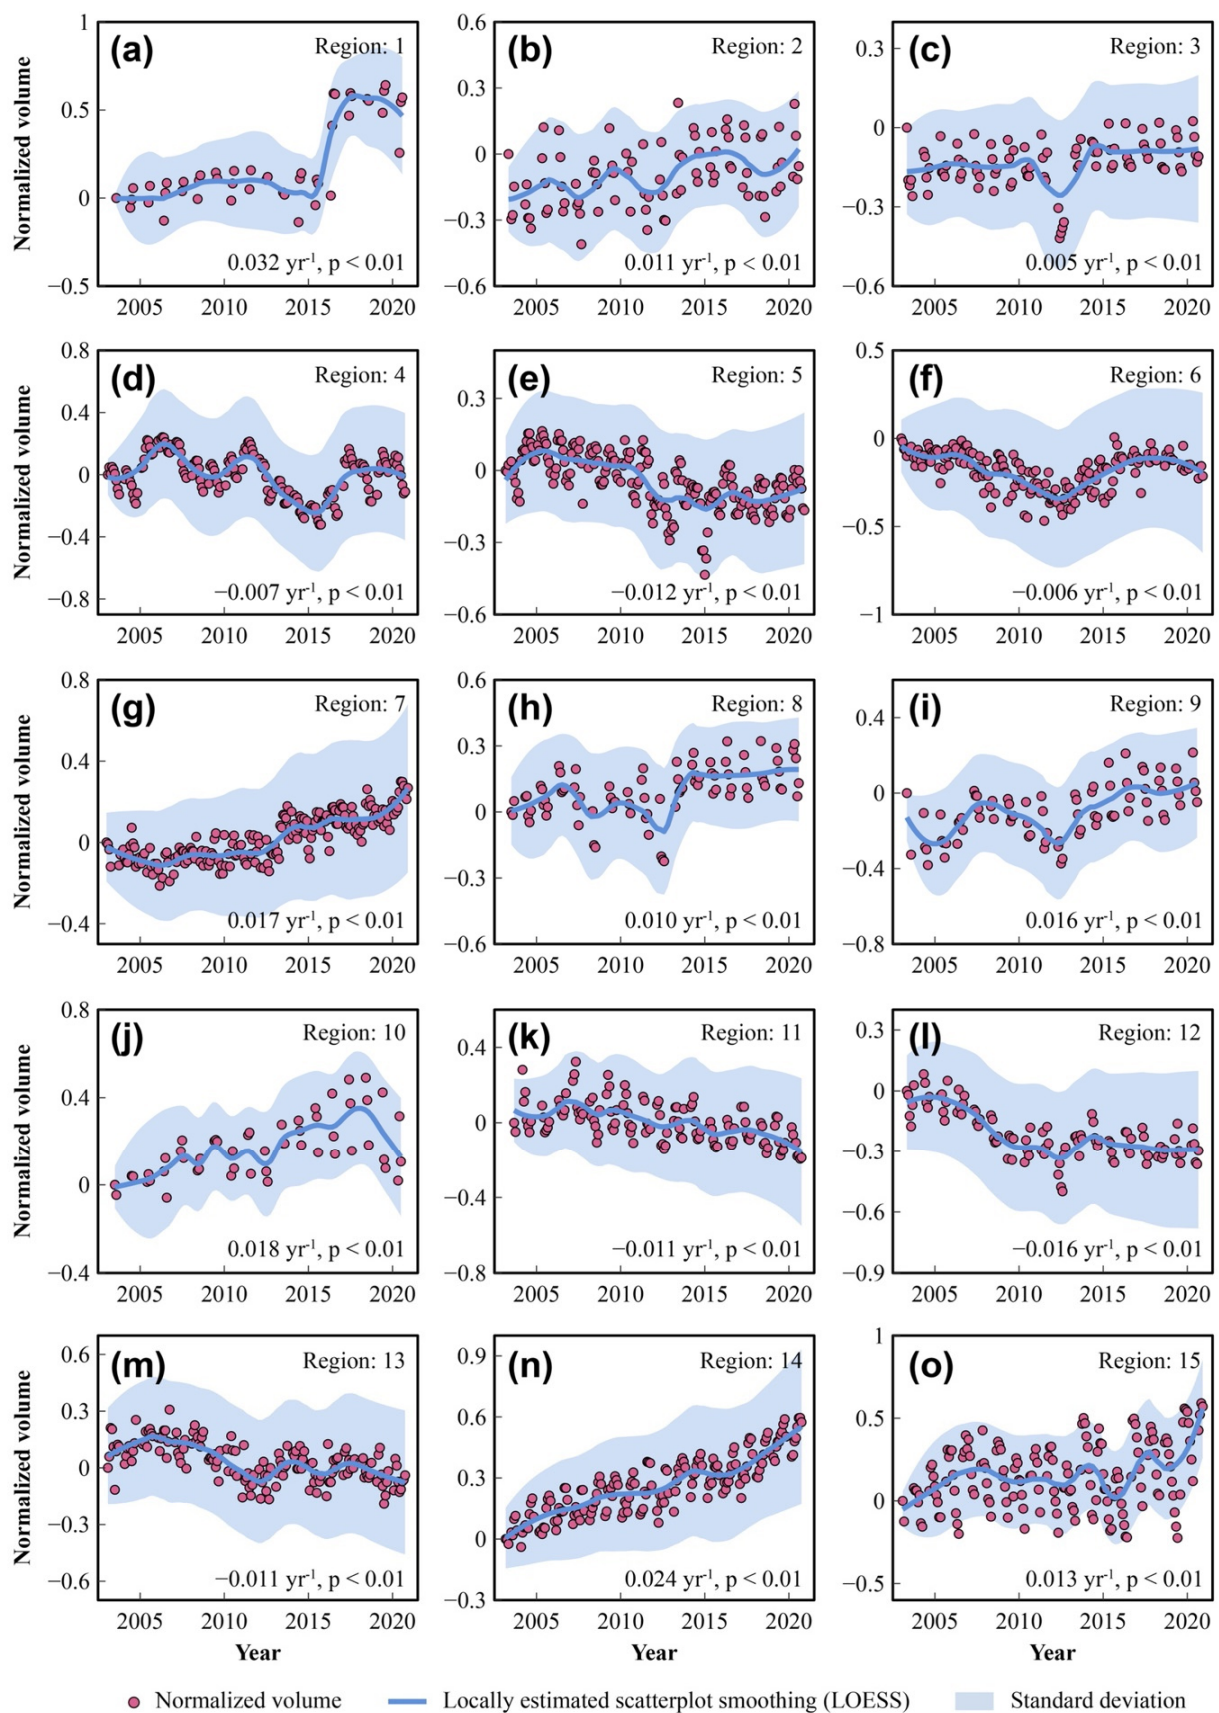 (a) Region: 1
Normalized volume
1
0.5
0
−0.5
0.032 yr-1, p < 0.01
2005 2010 2015 2020
(b) Region: 2
0.6
0.3
0
−0.3
−0.6
0.011 yr-1, p < 0.01
2005 2010 2015 2020
(c) Region: 3
0.3
0
−0.3
−0.6
0.005 yr-1, p < 0.01
2005 2010 2015 2020
(d) Region: 4
Normalized volume
0.8
0.4
0
−0.4
−0.8
−0.007 yr-1, p < 0.01
2005 2010 2015 2020
(e) Region: 5
0.3
0
−0.3
−0.6
−0.012 yr-1, p < 0.01
2005 2010 2015 2020
(f) Region: 6
0.5
0
−0.5
−1
−0.006 yr-1, p < 0.01
2005 2010 2015 2020
(g) Region: 7
Normalized volume
0.8
0.4
0
−0.4
0.017 yr-1, p < 0.01
2005 2010 2015 2020
(h) Region: 8
0.6
0.3
0
−0.3
−0.6
0.010 yr-1, p < 0.01
2005 2010 2015 2020
(i) Region: 9
0.4
0
−0.4
−0.8
0.016 yr-1, p < 0.01
2005 2010 2015 2020
(j) Region: 10
Normalized volume
0.8
0.4
0
−0.4
0.018 yr-1, p < 0.01
2005 2010 2015 2020
(k) Region: 11
0.4
0
−0.4
−0.8
−0.011 yr-1, p < 0.01
2005 2010 2015 2020
(l) Region: 12
0.3
0
−0.3
−0.6
−0.9
−0.016 yr-1, p < 0.01
2005 2010 2015 2020
(m) Region: 13
Normalized volume
0.6
0.3
0
−0.3
−0.6
−0.011 yr-1, p < 0.01
2005 2010 2015 2020
Year
(n) Region: 14
0.9
0.6
0.3
0
−0.3
0.024 yr-1, p < 0.01
2005 2010 2015 2020
Year
(o) Region: 15
1
0.5
0
−0.5
0.013 yr-1, p < 0.01
2005 2010 2015 2020
Year
Normalized volume Locally estimated scatterplot smoothing (LOESS) Standard deviation